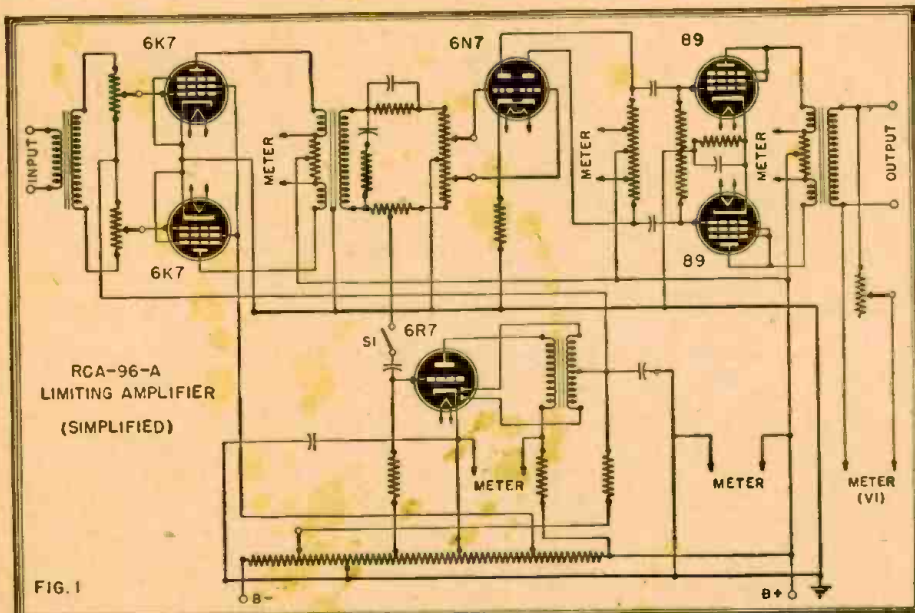 6K7
6N7
89
INPUT
METER
METER
METER
OUTPUT
6K7
89
S1
6R7
RCA-96-A
LIMITING AMPLIFIER
(SIMPLIFIED)
METER
METER
METER
(VI)
FIG. 1
B-
B+